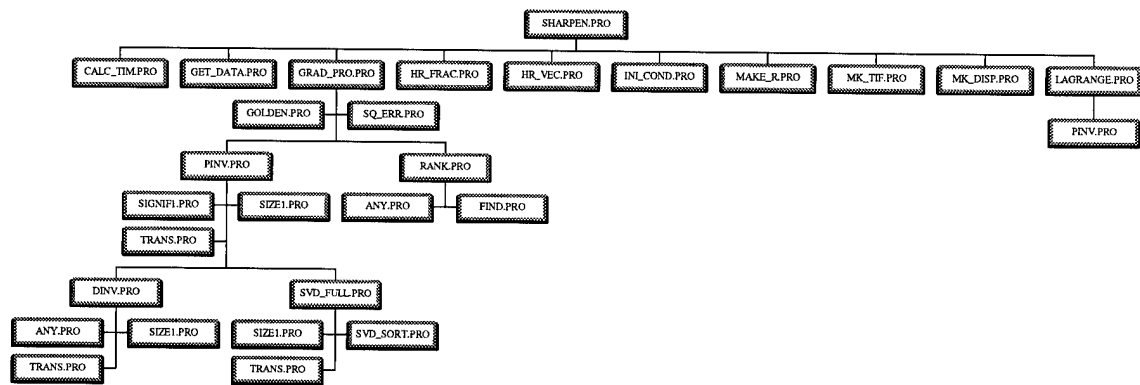 SHARPEN.PRO
CALC_TIM.PRO GET_DATA.PRO GRAD_PRO.PRO HR_FRAC.PRO HR_VEC.PRO INI_COND.PRO MAKE_R.PRO MK_TIF.PRO MK_DISP.PRO LAGRANGE.PRO
GOLDEN.PRO SQ_ERR.PRO PINV.PRO
PINV.PRO RANK.PRO
SIGNIF1.PRO SIZE1.PRO ANY.PRO FIND.PRO
TRANS.PRO
DINV.PRO SVD_FULL.PRO
ANY.PRO SIZE1.PRO SIZE1.PRO SVD_SORT.PRO
TRANS.PRO TRANS.PRO